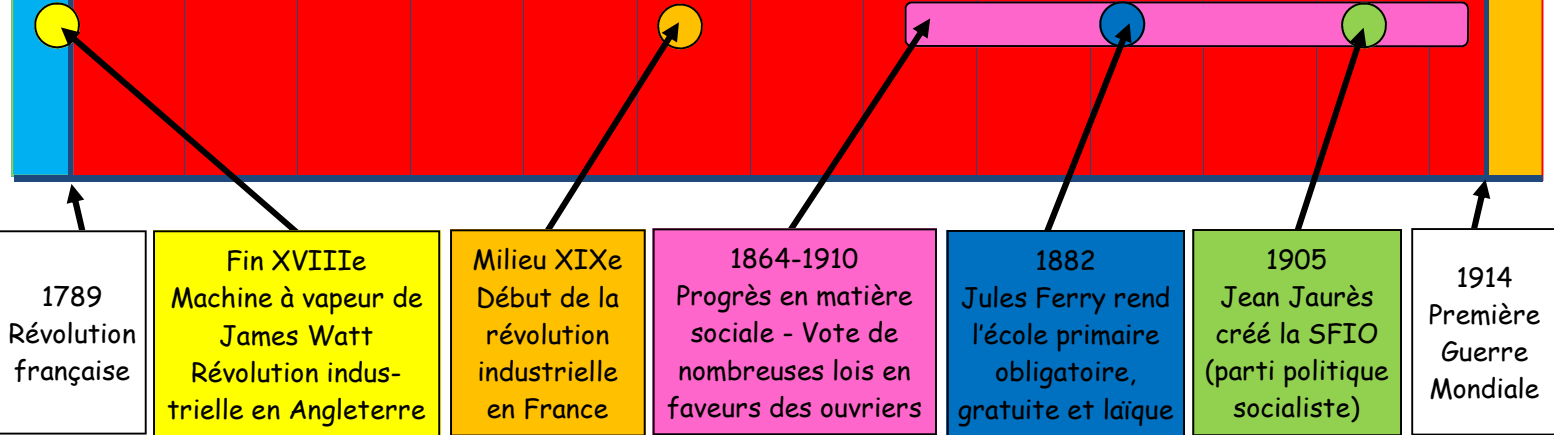 1789
Révolution
française
Fin XVIIIe
Machine à vapeur de
James Watt
Révolution indus-
trielle en Angleterre
Milieu XIXe
Début de la
révolution
industrielle
en France
1864-1910
Progrès en matière
sociale - Vote de
nombreuses lois en
faveurs des ouvriers
1882
Jules Ferry rend
l'école primaire
obligatoire,
gratuite et laïque
1905
Jean Jaurès
créé la SFIO
(parti politique
socialiste)
1914
Première
Guerre
Mondiale